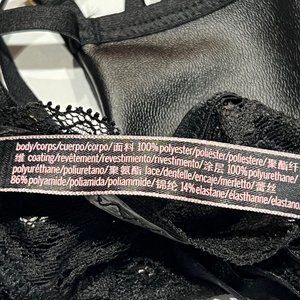 body/corps/cuerpo/corpo/面料 100% polyester/poliéster/poliestere/聚酯纤
维 coating/revêtement/revestimiento/rivestimento/涂层 100% polyurethane/
polyuréthane/poliuretano/聚氨酯 lace/dentelle/encaje/merletto/蕾丝
86% polyamide/poliamida/poliammide/锦纶 14% elastane/élasthanne/elastano